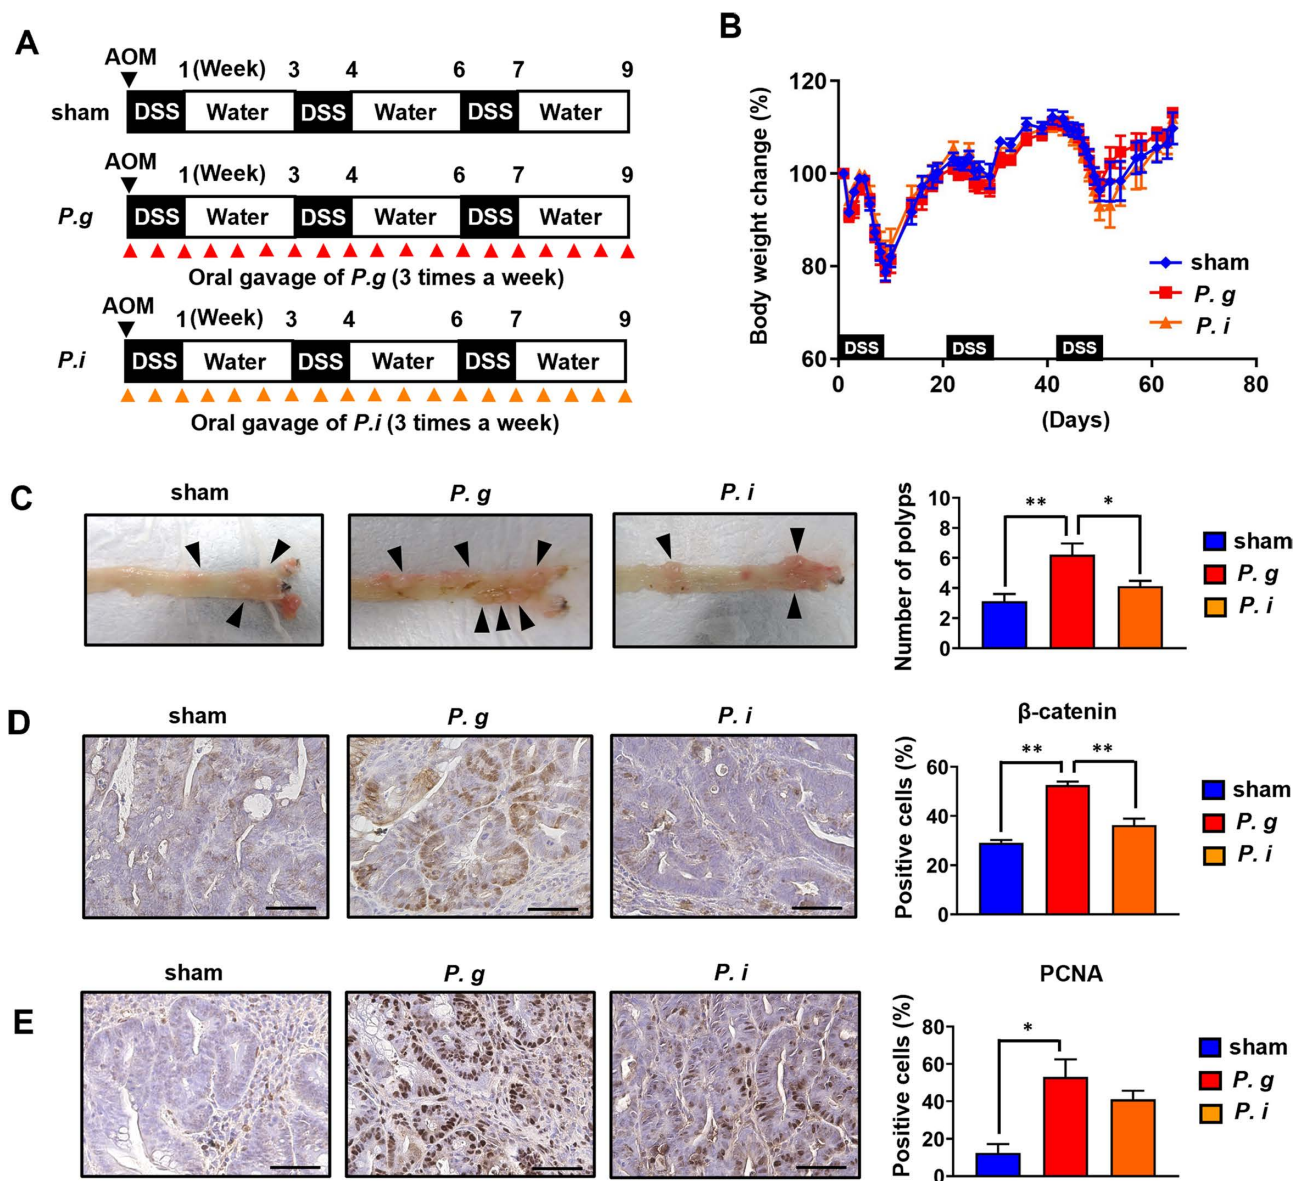 A
AOM
1 (Week) 3 4 6 7 9
sham DSS Water DSS Water DSS Water
AOM
1 (Week) 3 4 6 7 9
P.g DSS Water DSS Water DSS Water
Oral gavage of P.g (3 times a week)
AOM
1 (Week) 3 4 6 7 9
P.i DSS Water DSS Water DSS Water
Oral gavage of P.i (3 times a week)
B
Body weight change (%)
120
100
80
60
DSS DSS DSS
0 20 40 60 80
(Days)
sham
P. g
P. i
C
sham P. g P. i
Number of polyps
10
8
6
4
2
0
** *
sham
P. g
P. i
D
sham P. g P. i
β-catenin
Positive cells (%)
60
40
20
0
** **
sham
P. g
P. i
E
sham P. g P. i
PCNA
Positive cells (%)
80
60
40
20
0
*
sham
P. g
P. i